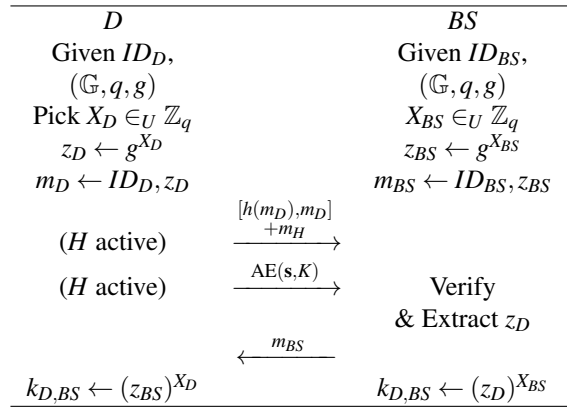 D BS
Given ID_D, Given ID_BS,
(𝔾, q, g) (𝔾, q, g)
Pick X_D ∈_U ℤ_q X_BS ∈_U ℤ_q
z_D ← g^{X_D} z_BS ← g^{X_BS}
m_D ← ID_D, z_D m_BS ← ID_BS, z_BS
[h(m_D),m_D]
+m_H
(H active) ⟶
AE(s,K)
(H active) ⟶ Verify
& Extract z_D
m_BS
⟵
k_{D,BS} ← (z_BS)^{X_D} k_{D,BS} ← (z_D)^{X_BS}